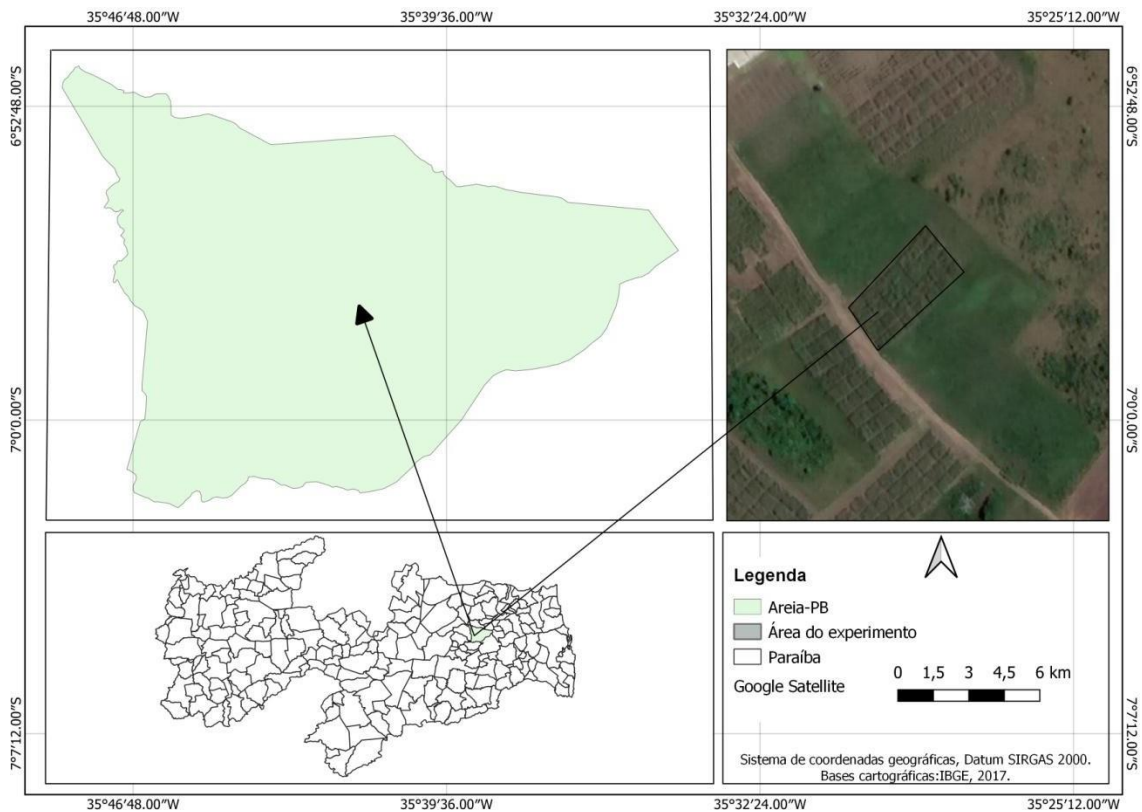 35°46′48.00″W 35°39′36.00″W 35°32′24.00″W 35°25′12.00″W
6°52′48.00″S 6°52′48.00″S
7°0′0.00″S 7°0′0.00″S
Legenda
Areia-PB
Área do experimento
Paraíba
Google Satellite
0 1,5 3 4,5 6 km
7°7′12.00″S 7°7′12.00″S
Sistema de coordenadas geográficas, Datum SIRGAS 2000.
Bases cartográficas:IBGE, 2017.
35°46′48.00″W 35°39′36.00″W 35°32′24.00″W 35°25′12.00″W